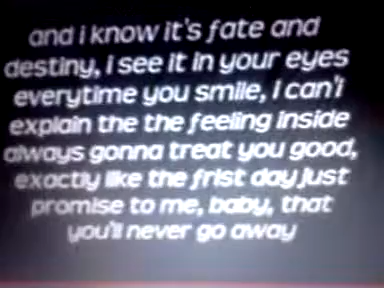 and i know it's fate and
destiny, i see it in your eyes
everytime you smile, i can't
explain the the feeling inside
always gonna treat you good,
exactly like the frist day just
promise to me, baby, that
you'll never go away